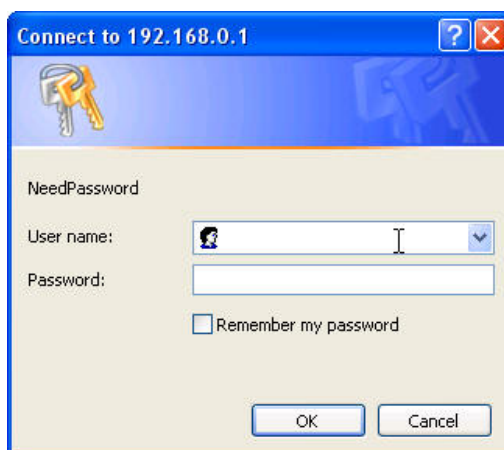 Connect to 192.168.0.1
NeedPassword
User name:
Password:
Remember my password
OK Cancel